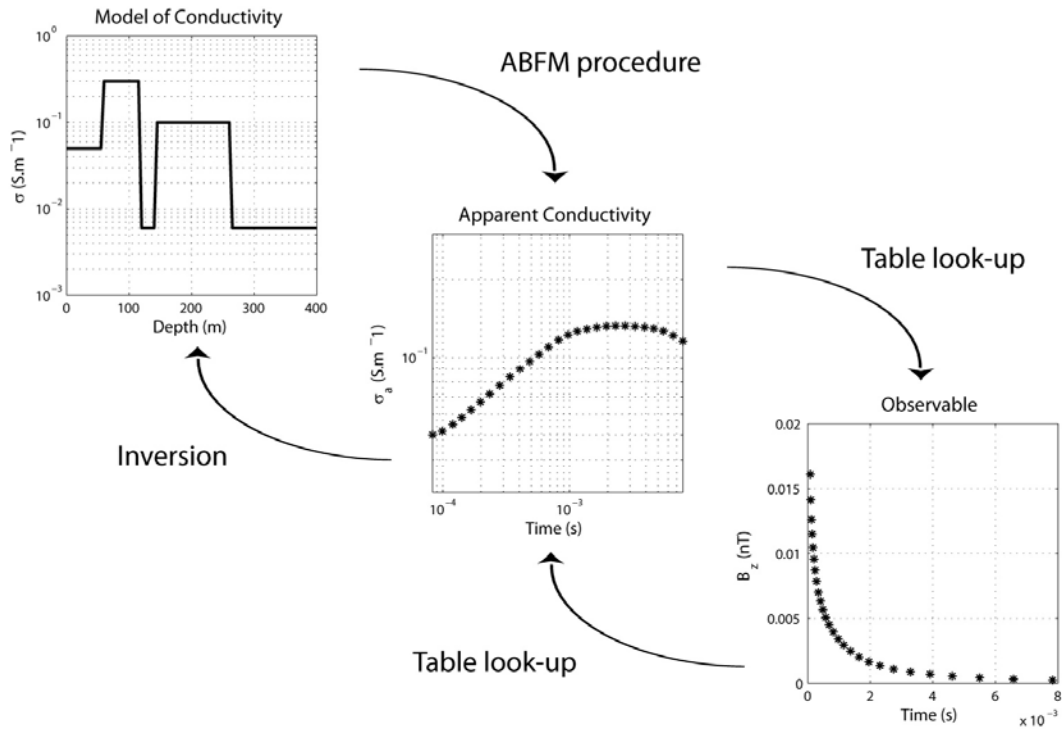 Model of Conductivity
10^0
10^-1
10^-2
10^-3
σ (S.m^-1)
0 100 200 300 400
Depth (m)
ABFM procedure
Apparent Conductivity
10^-1
σ_a (S.m^-1)
10^-4 10^-3
Time (s)
Table look-up
Inversion
Observable
0.02
0.015
0.01
0.005
0
B_z (nT)
0 2 4 6 8
Time (s)
x 10^-3
Table look-up